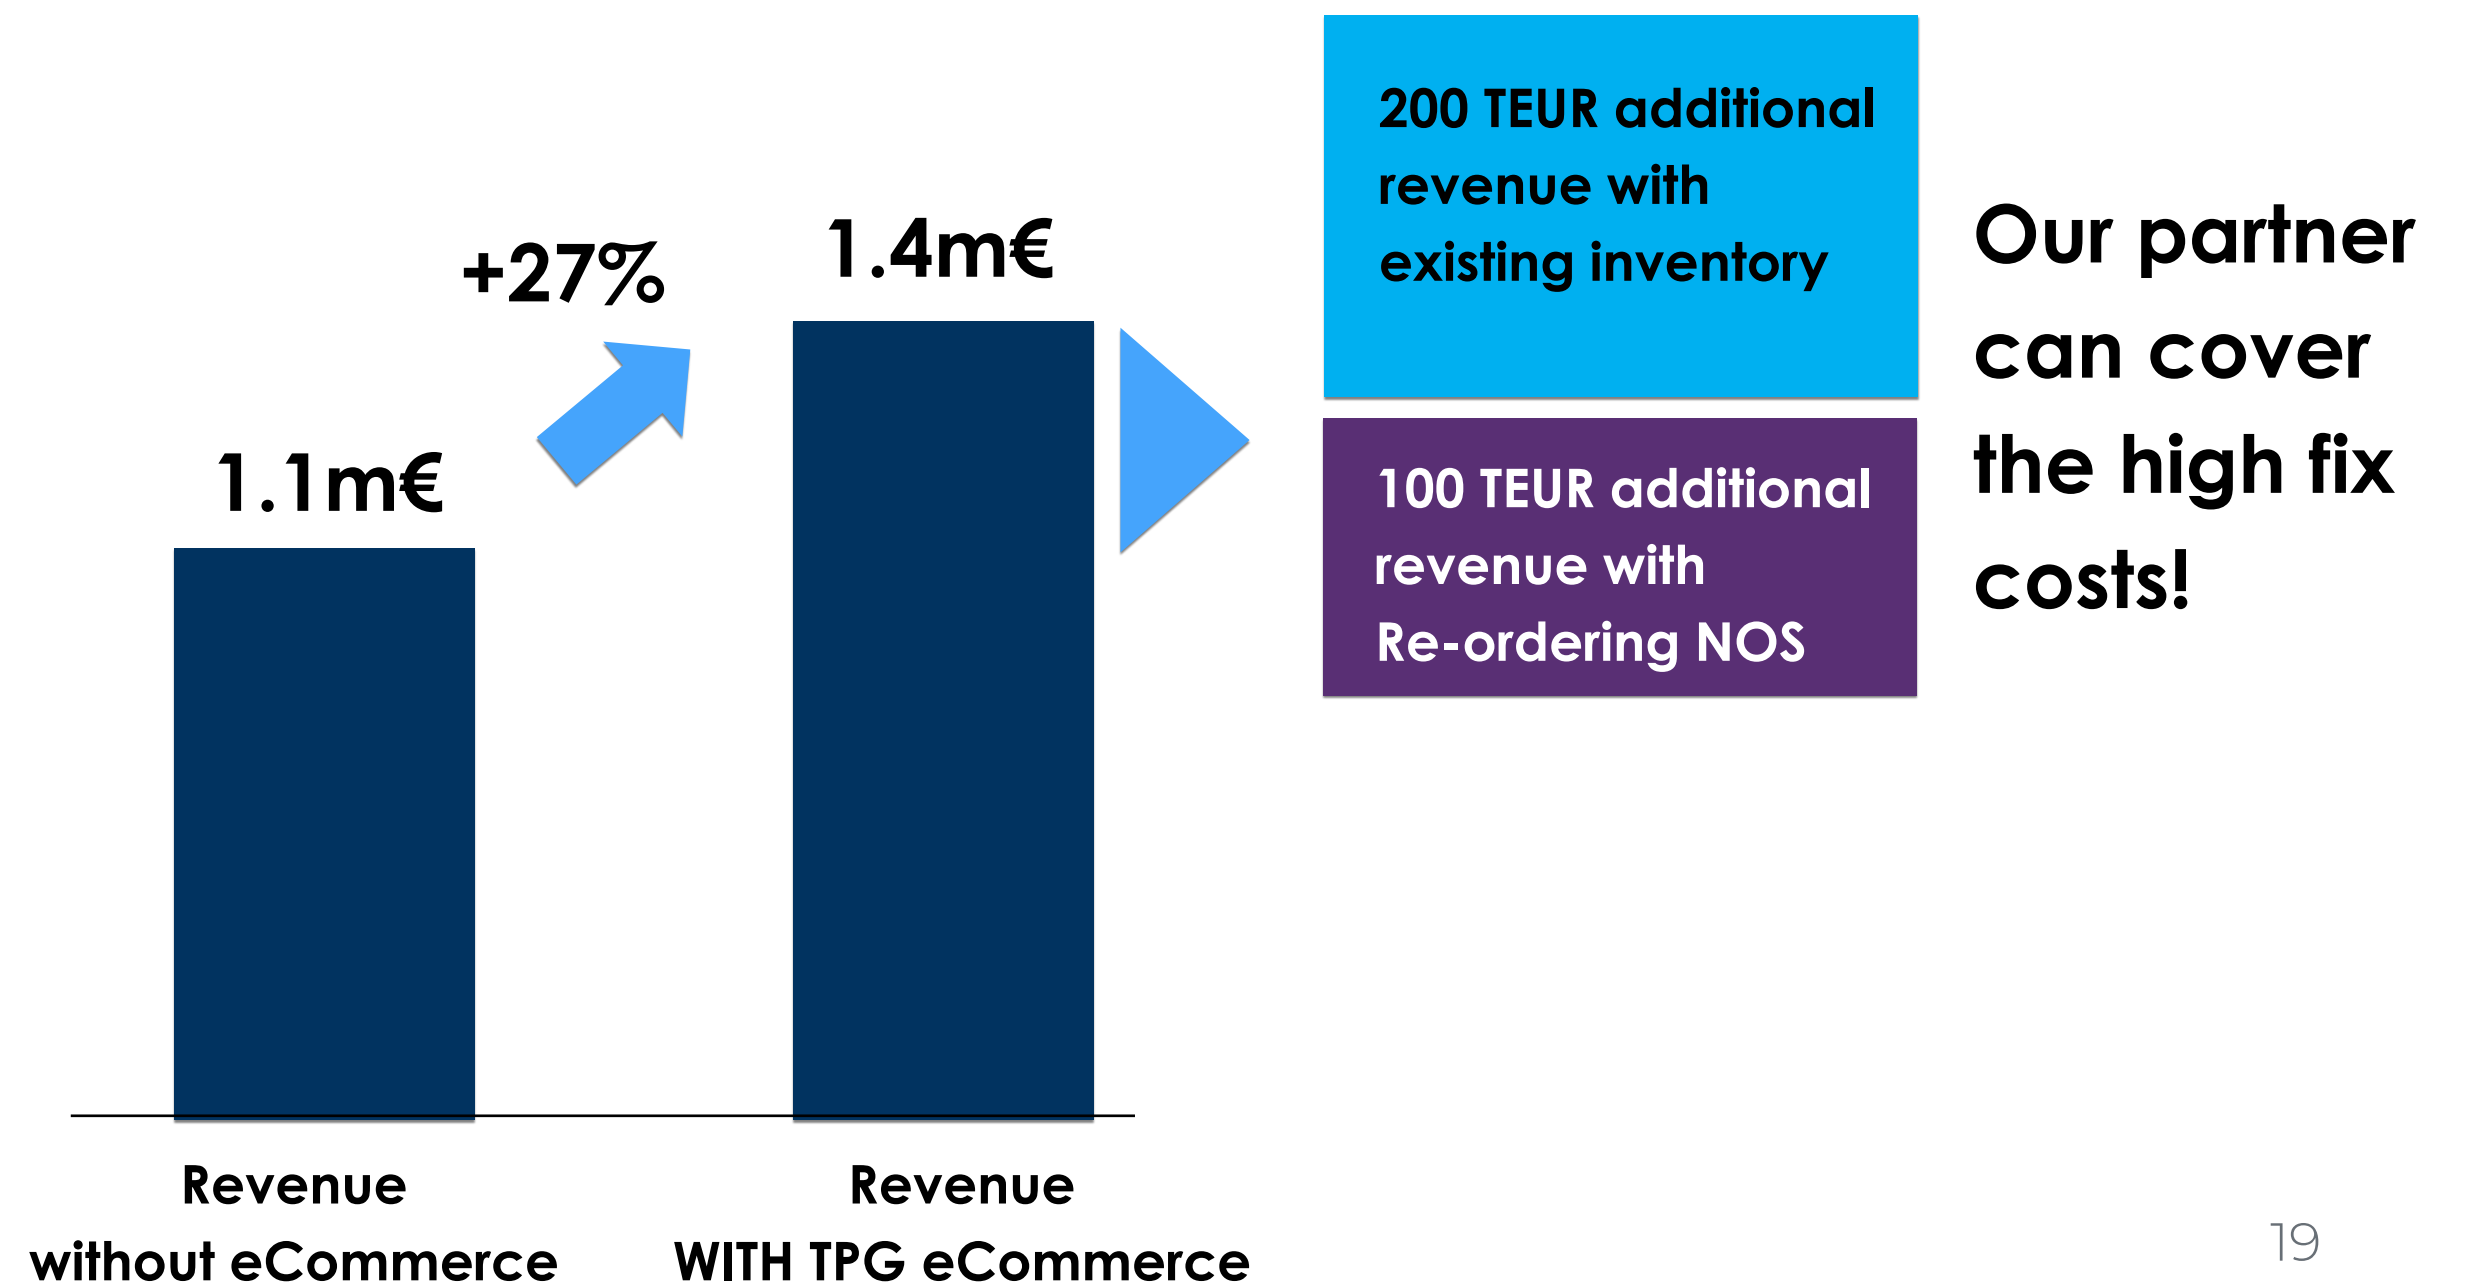 +27%
1.1m€
1.4m€
Revenue
without eCommerce
Revenue
WITH TPG eCommerce
200 TEUR additional
revenue with
existing inventory
100 TEUR additional
revenue with
Re-ordering NOS
Our partner
can cover
the high fix
costs!
19